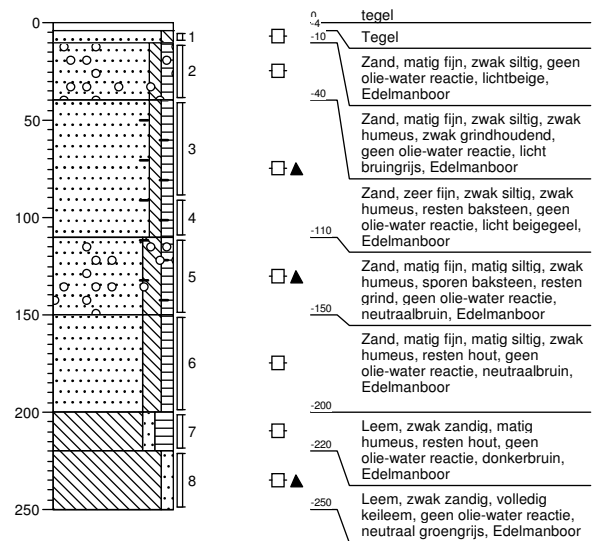 0
50
100
150
200
250
1
2
3
4
5
6
7
8
0
-4
-10
-40
-110
-150
-200
-220
-250
tegel
Tegel
Zand, matig fijn, zwak siltig, geen
olie-water reactie, lichtbeige,
Edelmanboor
Zand, matig fijn, zwak siltig, zwak
humeus, zwak grindhoudend,
geen olie-water reactie, licht
bruingrijs, Edelmanboor
Zand, zeer fijn, zwak siltig, zwak
humeus, resten baksteen, geen
olie-water reactie, licht beigegeel,
Edelmanboor
Zand, matig fijn, matig siltig, zwak
humeus, sporen baksteen, resten
grind, geen olie-water reactie,
neutraalbruin, Edelmanboor
Zand, matig fijn, matig siltig, zwak
humeus, resten hout, geen
olie-water reactie, neutraalbruin,
Edelmanboor
Leem, zwak zandig, matig
humeus, resten hout, geen
olie-water reactie, donkerbruin,
Edelmanboor
Leem, zwak zandig, volledig
keileem, geen olie-water reactie,
neutraal groengrijs, Edelmanboor